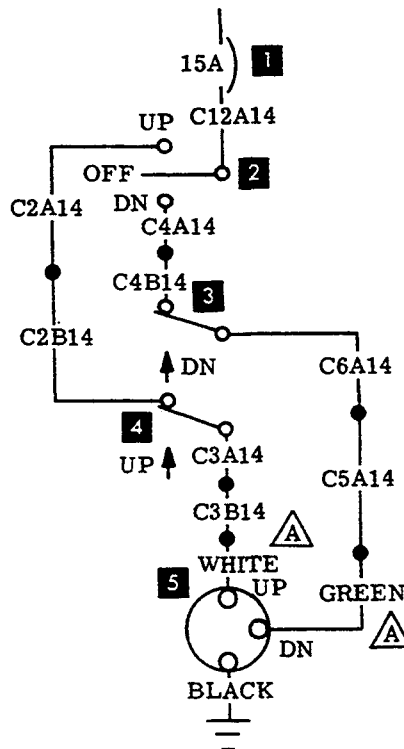 15A
1
C12A14
UP
OFF
2
DN
C2A14
C4A14
C4B14
3
C2B14
DN
C6A14
4
UP
C3A14
C5A14
C3B14
A
WHITE
5
UP
GREEN
A
DN
BLACK